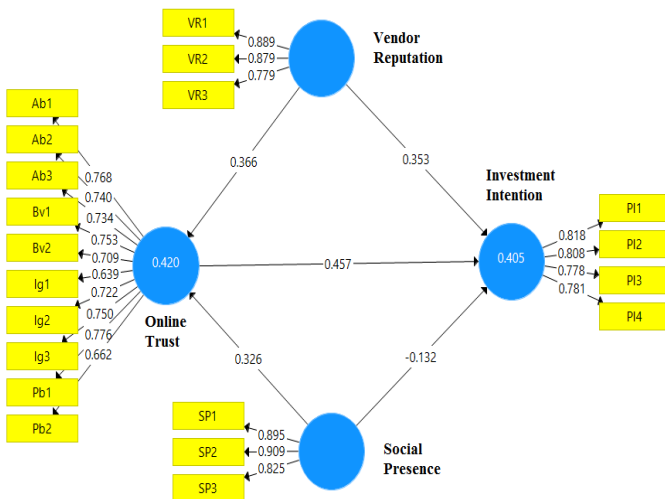 VR1
VR2
VR3
0.889
0.879
0.779
Vendor
Reputation
Ab1
Ab2
Ab3
Bv1
Bv2
Ig1
Ig2
Ig3
Pb1
Pb2
0.768
0.740
0.734
0.753
0.709
0.639
0.722
0.750
0.776
0.662
0.420
Online
Trust
0.366
0.353
0.457
0.326
-0.132
Investment
Intention
0.405
0.818
0.808
0.778
0.781
PI1
PI2
PI3
PI4
SP1
SP2
SP3
0.895
0.909
0.825
Social
Presence